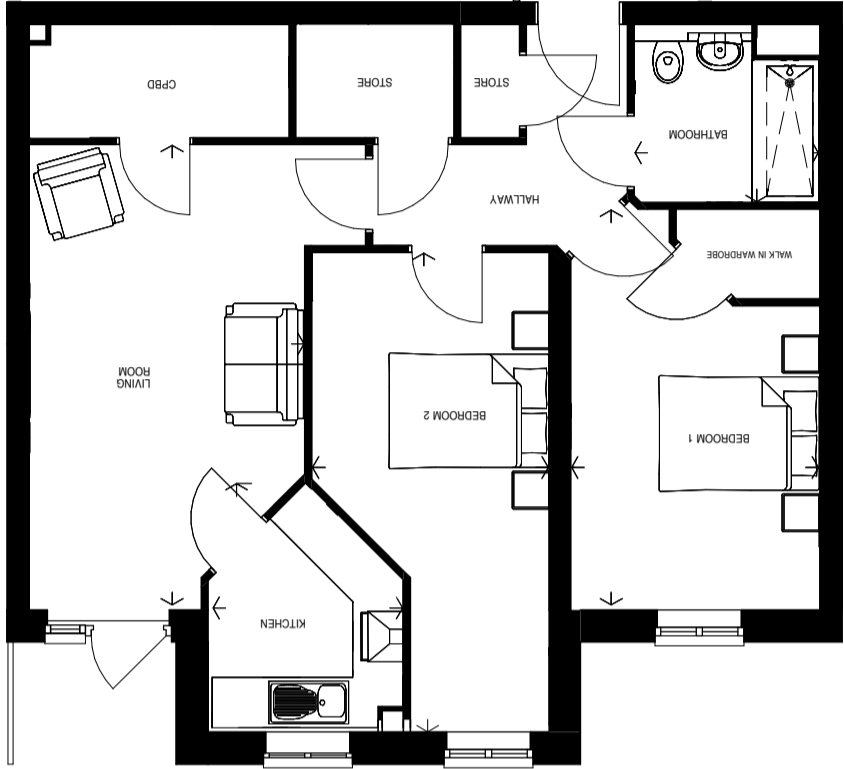 KITCHEN
BEDROOM 1
BEDROOM 2
LIVING
ROOM
WALK IN WARDROBE
HALLWAY
BATHROOM
STORE
STORE
CPBD